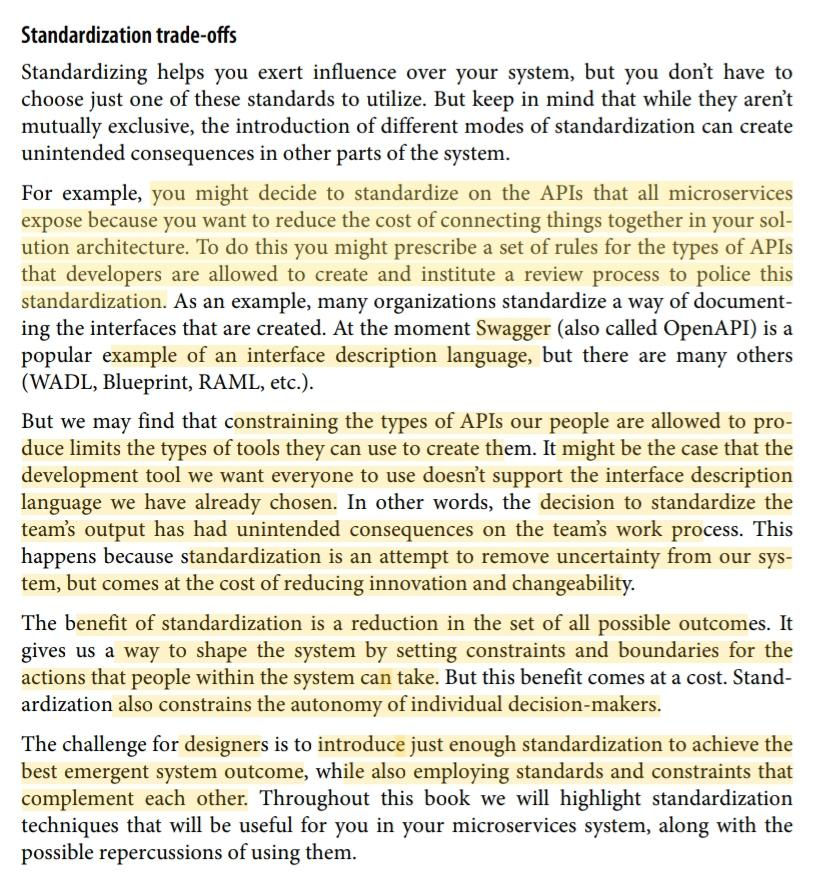 Standardization trade-offs
Standardizing helps you exert influence over your system, but you don’t have to
choose just one of these standards to utilize. But keep in mind that while they aren’t
mutually exclusive, the introduction of different modes of standardization can create
unintended consequences in other parts of the system.
For example, you might decide to standardize on the APIs that all microservices
expose because you want to reduce the cost of connecting things together in your sol-
ution architecture. To do this you might prescribe a set of rules for the types of APIs
that developers are allowed to create and institute a review process to police this
standardization. As an example, many organizations standardize a way of document-
ing the interfaces that are created. At the moment Swagger (also called OpenAPI) is a
popular example of an interface description language, but there are many others
(WADL, Blueprint, RAML, etc.).
But we may find that constraining the types of APIs our people are allowed to pro-
duce limits the types of tools they can use to create them. It might be the case that the
development tool we want everyone to use doesn’t support the interface description
language we have already chosen. In other words, the decision to standardize the
team’s output has had unintended consequences on the team’s work process. This
happens because standardization is an attempt to remove uncertainty from our sys-
tem, but comes at the cost of reducing innovation and changeability.
The benefit of standardization is a reduction in the set of all possible outcomes. It
gives us a way to shape the system by setting constraints and boundaries for the
actions that people within the system can take. But this benefit comes at a cost. Stand-
ardization also constrains the autonomy of individual decision-makers.
The challenge for designers is to introduce just enough standardization to achieve the
best emergent system outcome, while also employing standards and constraints that
complement each other. Throughout this book we will highlight standardization
techniques that will be useful for you in your microservices system, along with the
possible repercussions of using them.